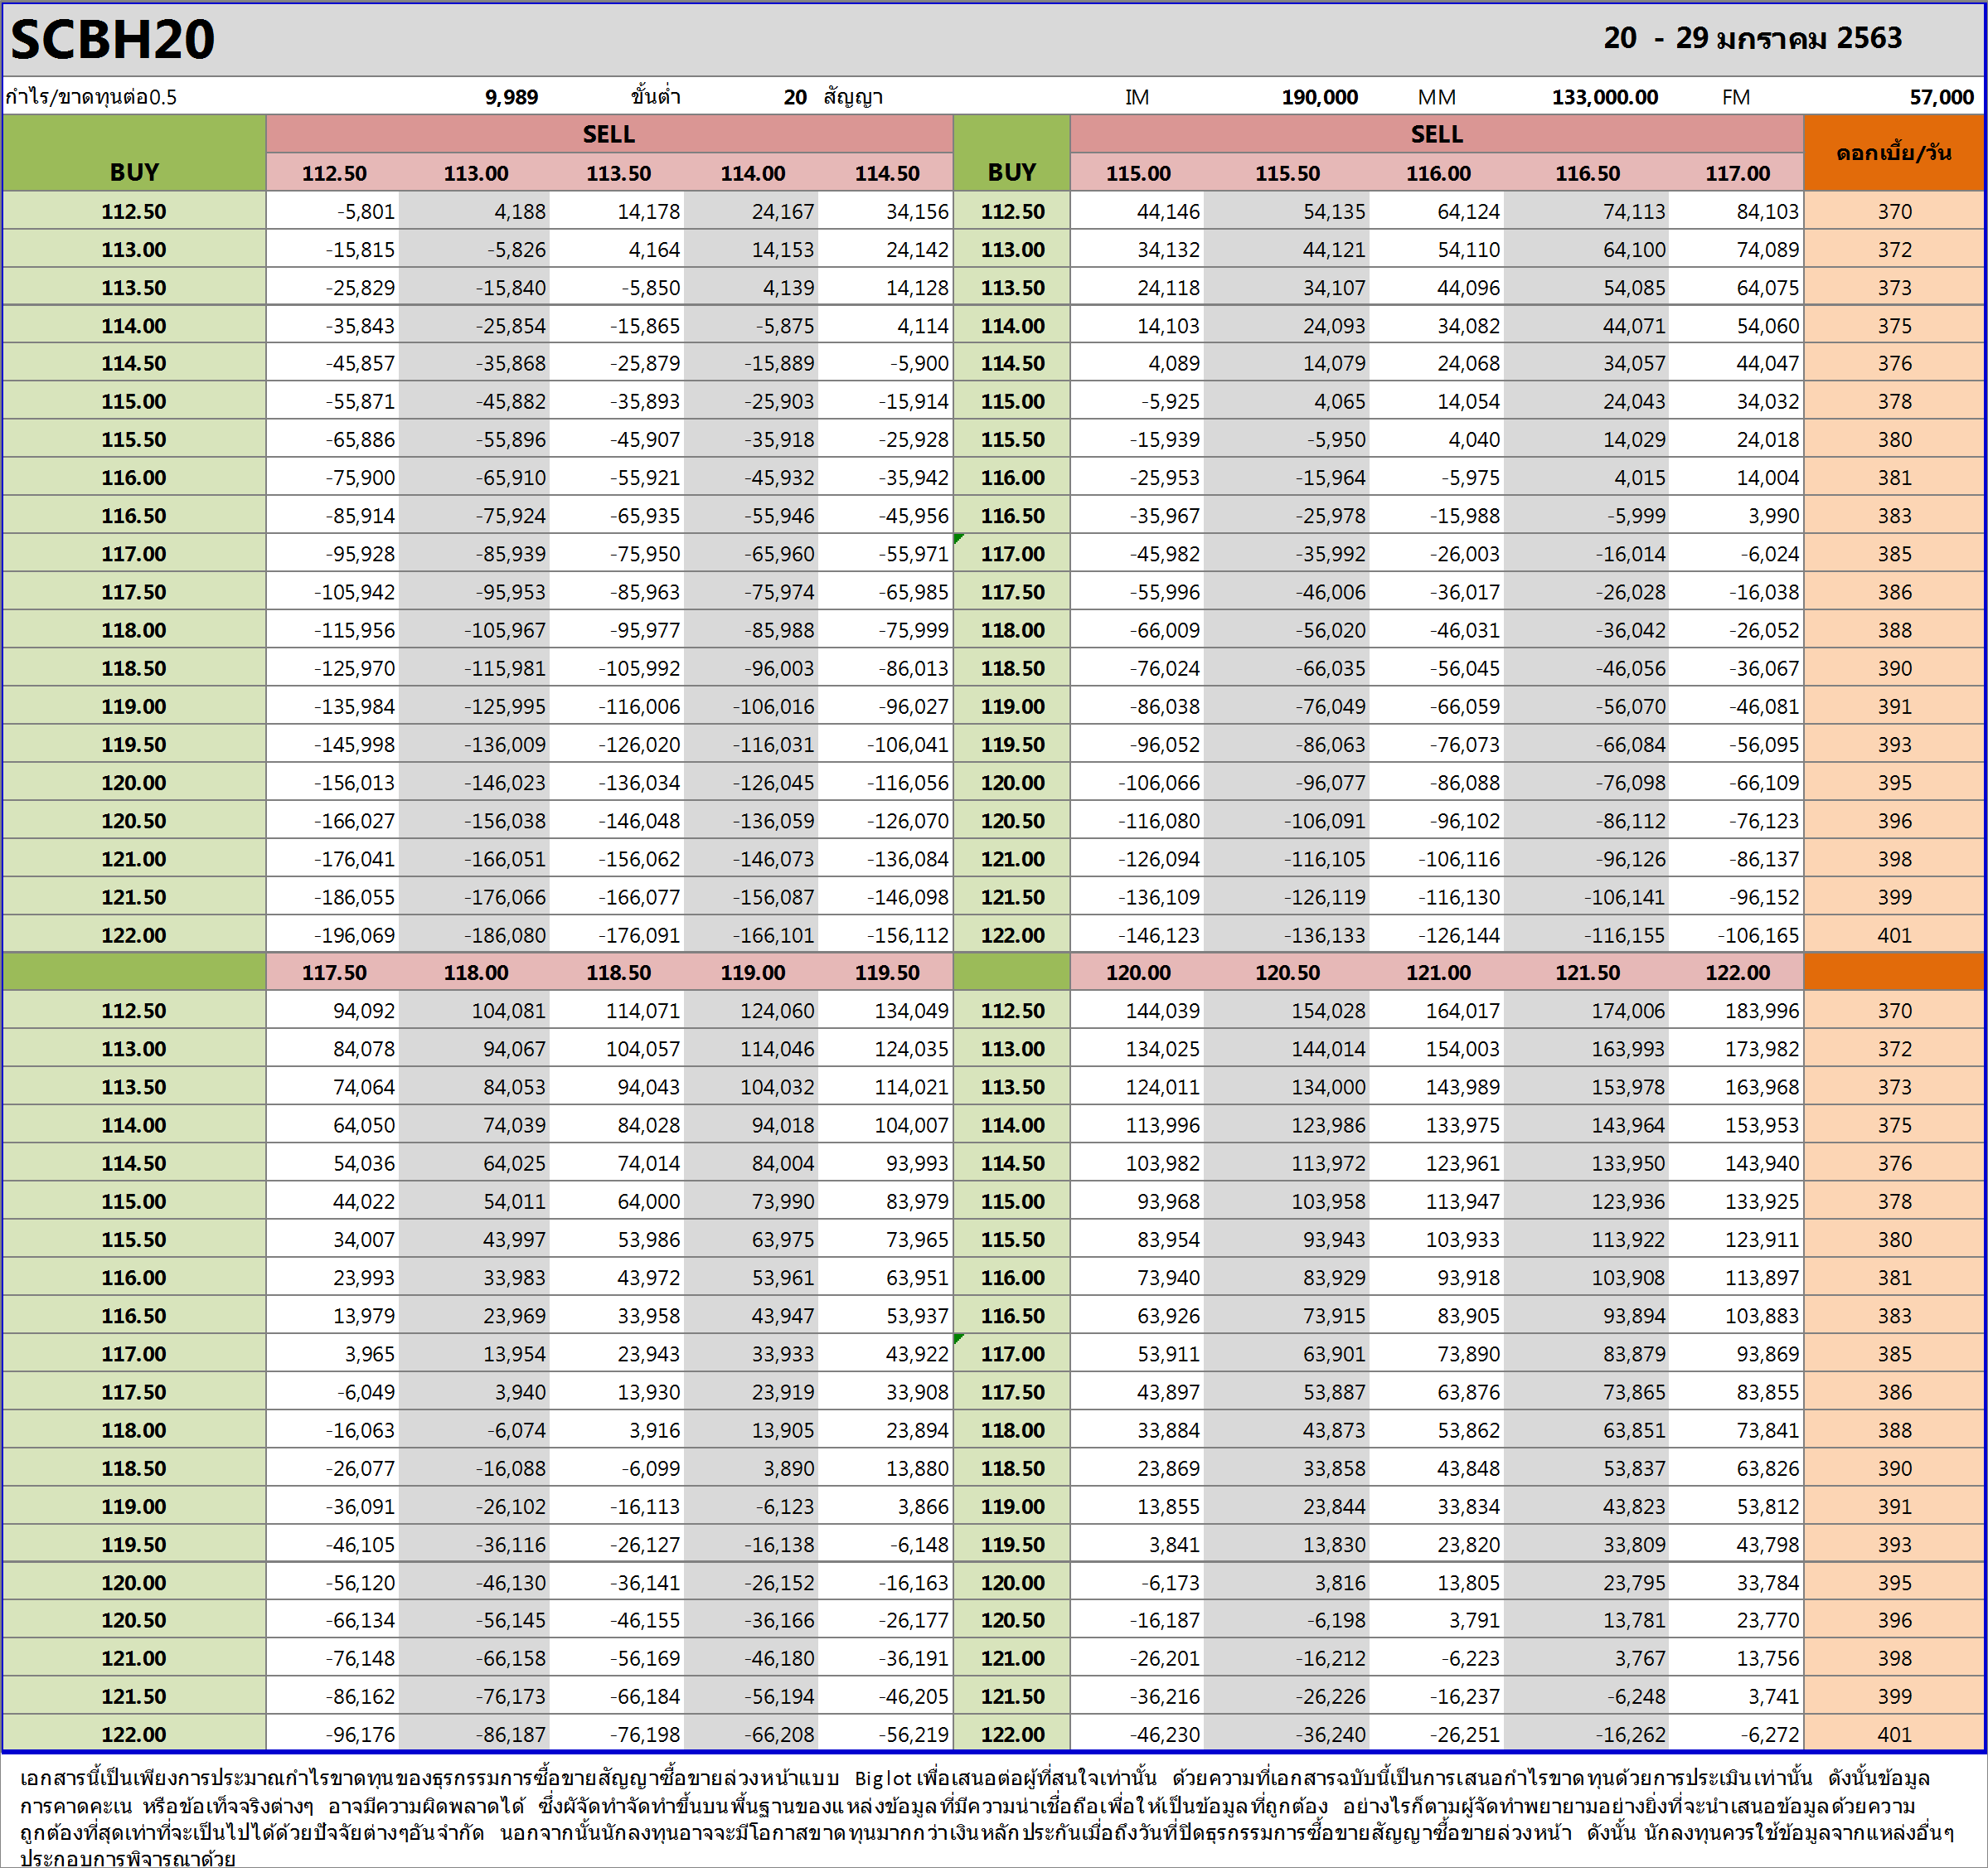 SCBH20 20 - 29 มกราคม 2563
กำไร/ขาดทุนต่อ0.5 9,989 ขั้นต่ำ 20 สัญญา IM 190,000 MM 133,000.00 FM 57,000
SELL SELL
BUY 112.50 113.00 113.50 114.00 114.50 BUY 115.00 115.50 116.00 116.50 117.00 ดอกเบี้ย/วัน
112.50 -5,801 4,188 14,178 24,167 34,156 112.50 44,146 54,135 64,124 74,113 84,103 370
113.00 -15,815 -5,826 4,164 14,153 24,142 113.00 34,132 44,121 54,110 64,100 74,089 372
113.50 -25,829 -15,840 -5,850 4,139 14,128 113.50 24,118 34,107 44,096 54,085 64,075 373
114.00 -35,843 -25,854 -15,865 -5,875 4,114 114.00 14,103 24,093 34,082 44,071 54,060 375
114.50 -45,857 -35,868 -25,879 -15,889 -5,900 114.50 4,089 14,079 24,068 34,057 44,047 376
115.00 -55,871 -45,882 -35,893 -25,903 -15,914 115.00 -5,925 4,065 14,054 24,043 34,032 378
115.50 -65,886 -55,896 -45,907 -35,918 -25,928 115.50 -15,939 -5,950 4,040 14,029 24,018 380
116.00 -75,900 -65,910 -55,921 -45,932 -35,942 116.00 -25,953 -15,964 -5,975 4,015 14,004 381
116.50 -85,914 -75,924 -65,935 -55,946 -45,956 116.50 -35,967 -25,978 -15,988 -5,999 3,990 383
117.00 -95,928 -85,939 -75,950 -65,960 -55,971 117.00 -45,982 -35,992 -26,003 -16,014 -6,024 385
117.50 -105,942 -95,953 -85,963 -75,974 -65,985 117.50 -55,996 -46,006 -36,017 -26,028 -16,038 386
118.00 -115,956 -105,967 -95,977 -85,988 -75,999 118.00 -66,009 -56,020 -46,031 -36,042 -26,052 388
118.50 -125,970 -115,981 -105,992 -96,003 -86,013 118.50 -76,024 -66,035 -56,045 -46,056 -36,067 390
119.00 -135,984 -125,995 -116,006 -106,016 -96,027 119.00 -86,038 -76,049 -66,059 -56,070 -46,081 391
119.50 -145,998 -136,009 -126,020 -116,031 -106,041 119.50 -96,052 -86,063 -76,073 -66,084 -56,095 393
120.00 -156,013 -146,023 -136,034 -126,045 -116,056 120.00 -106,066 -96,077 -86,088 -76,098 -66,109 395
120.50 -166,027 -156,038 -146,048 -136,059 -126,070 120.50 -116,080 -106,091 -96,102 -86,112 -76,123 396
121.00 -176,041 -166,051 -156,062 -146,073 -136,084 121.00 -126,094 -116,105 -106,116 -96,126 -86,137 398
121.50 -186,055 -176,066 -166,077 -156,087 -146,098 121.50 -136,109 -126,119 -116,130 -106,141 -96,152 399
122.00 -196,069 -186,080 -176,091 -166,101 -156,112 122.00 -146,123 -136,133 -126,144 -116,155 -106,165 401
117.50 118.00 118.50 119.00 119.50 120.00 120.50 121.00 121.50 122.00
112.50 94,092 104,081 114,071 124,060 134,049 112.50 144,039 154,028 164,017 174,006 183,996 370
113.00 84,078 94,067 104,057 114,046 124,035 113.00 134,025 144,014 154,003 163,993 173,982 372
113.50 74,064 84,053 94,043 104,032 114,021 113.50 124,011 134,000 143,989 153,978 163,968 373
114.00 64,050 74,039 84,028 94,018 104,007 114.00 113,996 123,986 133,975 143,964 153,953 375
114.50 54,036 64,025 74,014 84,004 93,993 114.50 103,982 113,972 123,961 133,950 143,940 376
115.00 44,022 54,011 64,000 73,990 83,979 115.00 93,968 103,958 113,947 123,936 133,925 378
115.50 34,007 43,997 53,986 63,975 73,965 115.50 83,954 93,943 103,933 113,922 123,911 380
116.00 23,993 33,983 43,972 53,961 63,951 116.00 73,940 83,929 93,918 103,908 113,897 381
116.50 13,979 23,969 33,958 43,947 53,937 116.50 63,926 73,915 83,905 93,894 103,883 383
117.00 3,965 13,954 23,943 33,933 43,922 117.00 53,911 63,901 73,890 83,879 93,869 385
117.50 -6,049 3,940 13,930 23,919 33,908 117.50 43,897 53,887 63,876 73,865 83,855 386
118.00 -16,063 -6,074 3,916 13,905 23,894 118.00 33,884 43,873 53,862 63,851 73,841 388
118.50 -26,077 -16,088 -6,099 3,890 13,880 118.50 23,869 33,858 43,848 53,837 63,826 390
119.00 -36,091 -26,102 -16,113 -6,123 3,866 119.00 13,855 23,844 33,834 43,823 53,812 391
119.50 -46,105 -36,116 -26,127 -16,138 -6,148 119.50 3,841 13,830 23,820 33,809 43,798 393
120.00 -56,120 -46,130 -36,141 -26,152 -16,163 120.00 -6,173 3,816 13,805 23,795 33,784 395
120.50 -66,134 -56,145 -46,155 -36,166 -26,177 120.50 -16,187 -6,198 3,791 13,781 23,770 396
121.00 -76,148 -66,158 -56,169 -46,180 -36,191 121.00 -26,201 -16,212 -6,223 3,767 13,756 398
121.50 -86,162 -76,173 -66,184 -56,194 -46,205 121.50 -36,216 -26,226 -16,237 -6,248 3,741 399
122.00 -96,176 -86,187 -76,198 -66,208 -56,219 122.00 -46,230 -36,240 -26,251 -16,262 -6,272 401
เอกสารนี้เป็นเพียงการประมาณกำไรขาดทุนของธุรกรรมการซื้อขายสัญญาซื้อขายล่วงหน้าแบบ Biglot เพื่อเสนอต่อผู้ที่สนใจเท่านั้น ด้วยความที่เอกสารฉบับนี้เป็นการเสนอกำไรขาดทุนด้วยการประเมินเท่านั้น ดังนั้นข้อมูล
การคาดคะเน หรือข้อเท็จจริงต่างๆ อาจมีความผิดพลาดได้ ซึ่งผัจัดทำจัดทำขึ้นบนพื้นฐานของแหล่งข้อมูลที่มีความน่าเชื่อถือเพื่อให้เป็นข้อมูลที่ถูกต้อง อย่างไรก็ตามผู้จัดทำพยายามอย่างยิ่งที่จะนำเสนอข้อมูลด้วยความ
ถูกต้องที่สุดเท่าที่จะเป็นไปได้ด้วยปัจจัยต่างๆอันจำกัด นอกจากนั้นนักลงทุนอาจจะมีโอกาสขาดทุนมากกว่าเงินหลักประกันเมื่อถึงวันที่ปิดธุรกรรมการซื้อขายสัญญาซื้อขายล่วงหน้า ดังนั้น นักลงทุนควรใช้ข้อมูลจากแหล่งอื่นๆ
ประกอบการพิจารณาด้วย